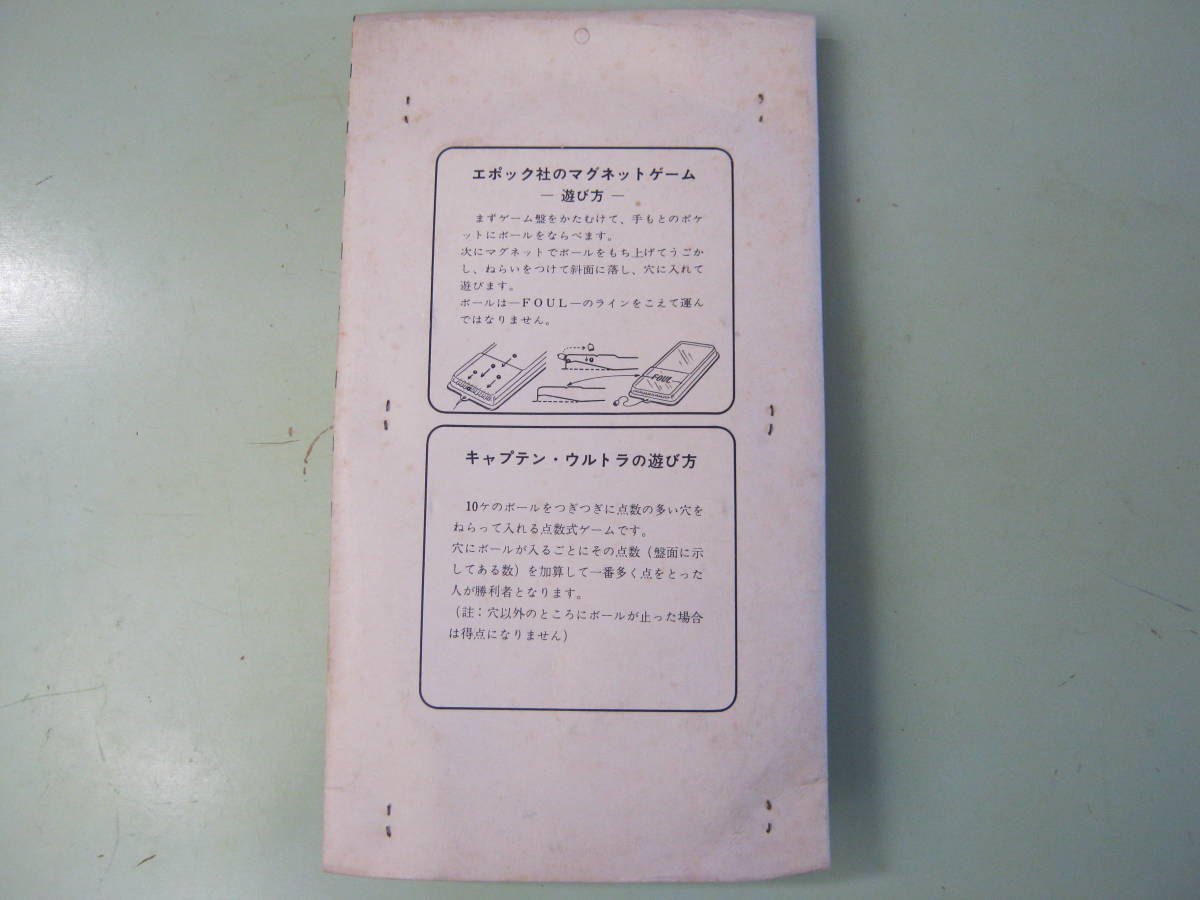 エポック社のマグネットゲーム
― 遊び方 ―
まずゲーム盤をかたむけて、手もとのポケ
ットにボールをならべます。
次にマグネットでボールをもち上げてうごか
し、ねらいをつけて斜面に落し、穴に入れて
遊びます。
ボールは―FOUL―のラインをこえて運ん
ではなりません。
FOUL
キャプテン・ウルトラの遊び方
10ケのボールをつぎつぎに点数の多い穴を
ねらって入れる点数式ゲームです。
穴にボールが入るごとにその点数（盤面に示
してある数）を加算して一番多く点をとった
人が勝利者となります。
（註：穴以外のところにボールが止った場合
は得点になりません）